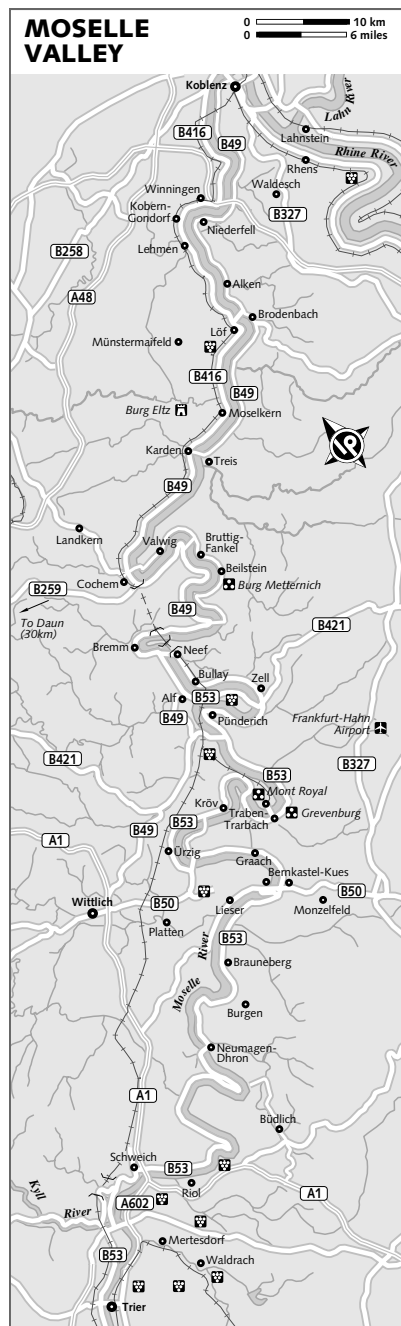 MOSELLE
VALLEY
0 10 km
0 6 miles
Koblenz
Lahn River
B416
B49
Lahnstein
Rhine River
Rhens
Winningen
Waldesch
Kobern-
Gondorf
Niederfell
B327
Lehmen
B258
A48
Alken
Brodenbach
Löf
Münstermaifeld
B416
B49
Burg Eltz
Moselkern
LP
Karden
Treis
B49
Landkern
Valwig
Bruttig-
Fankel
Beilstein
Cochem
Burg Metternich
B259
To Daun
(30km)
B49
B421
Bremm
Neef
Bullay
Zell
Alf
B53
B49
Pünderich
Frankfurt-Hahn
Airport
B421
B53
Mont Royal
B327
Kröv
Traben-
Trarbach
Grevenburg
B49
B53
A1
Ürzig
Graach
Bernkastel-Kues
B50
Wittlich
B50
Lieser
Monzelfeld
Platten
B53
Moselle River
Brauneberg
Burgen
Neumagen-
Dhron
A1
Büdlich
Schweich
B53
Riol
A1
Kyll
River
A602
Mertesdorf
B53
Waldrach
Trier